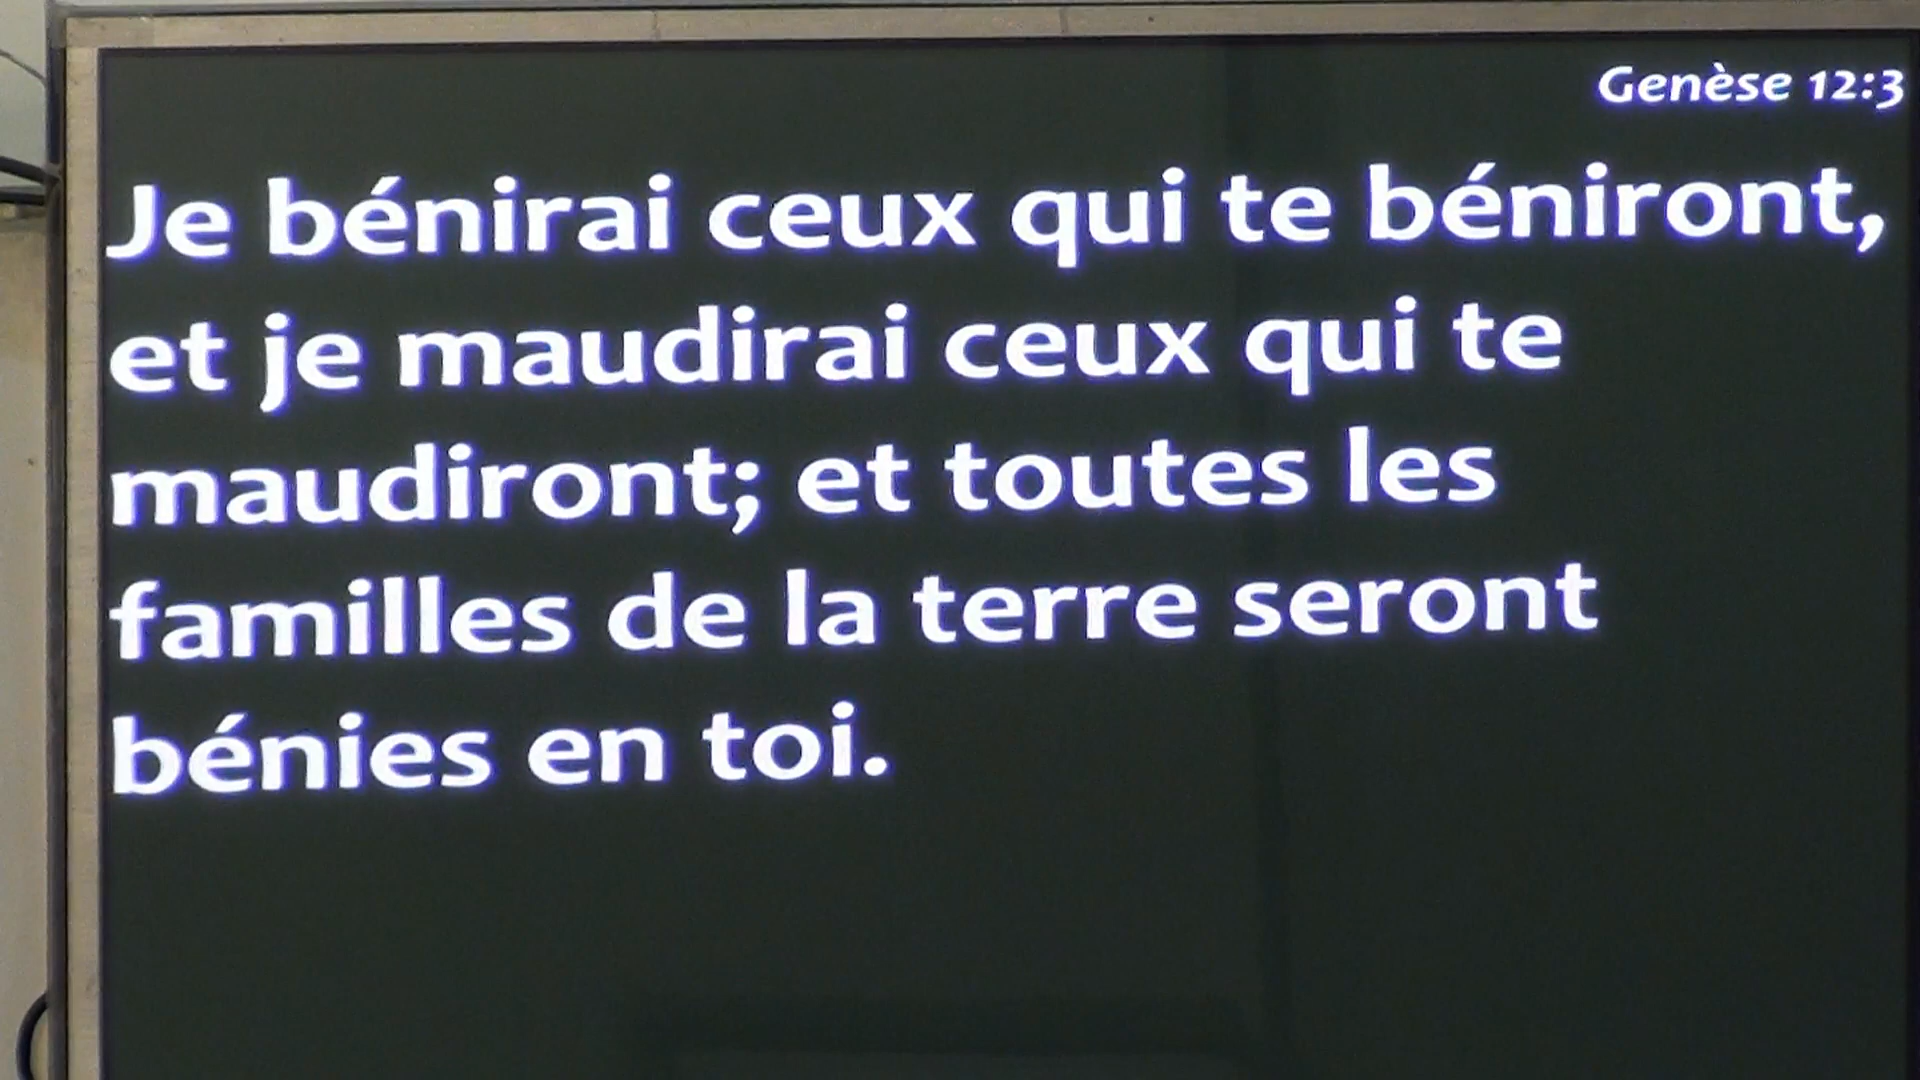 Genèse 12:3
Je bénirai ceux qui te béniront,
et je maudirai ceux qui te
maudiront; et toutes les
familles de la terre seront
bénies en toi.